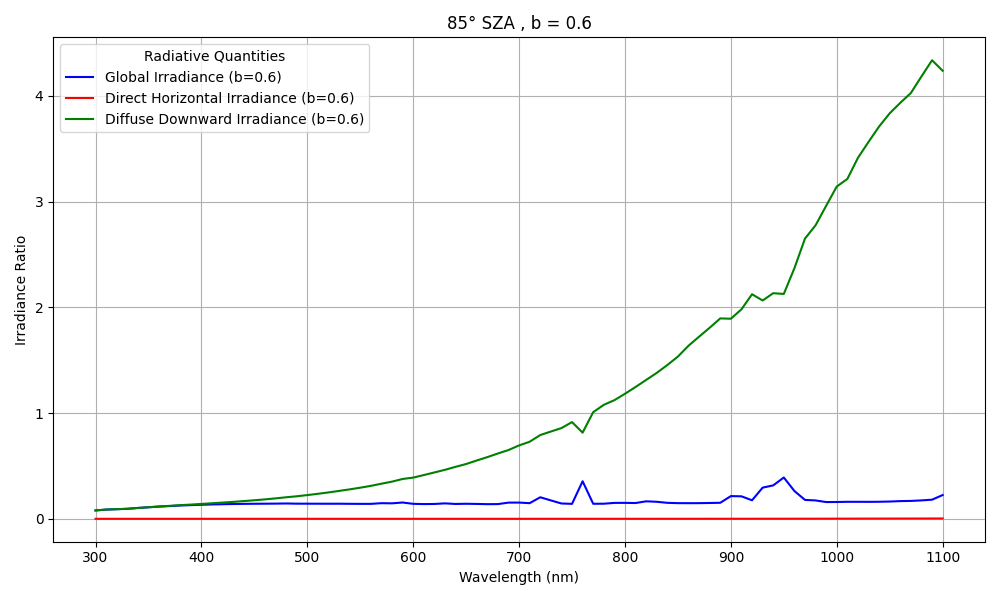 85° SZA , b = 0.6
Radiative Quantities
Global Irradiance (b=0.6)
Direct Horizontal Irradiance (b=0.6)
Diffuse Downward Irradiance (b=0.6)
Irradiance Ratio
4
3
2
1
0
300 400 500 600 700 800 900 1000 1100
Wavelength (nm)